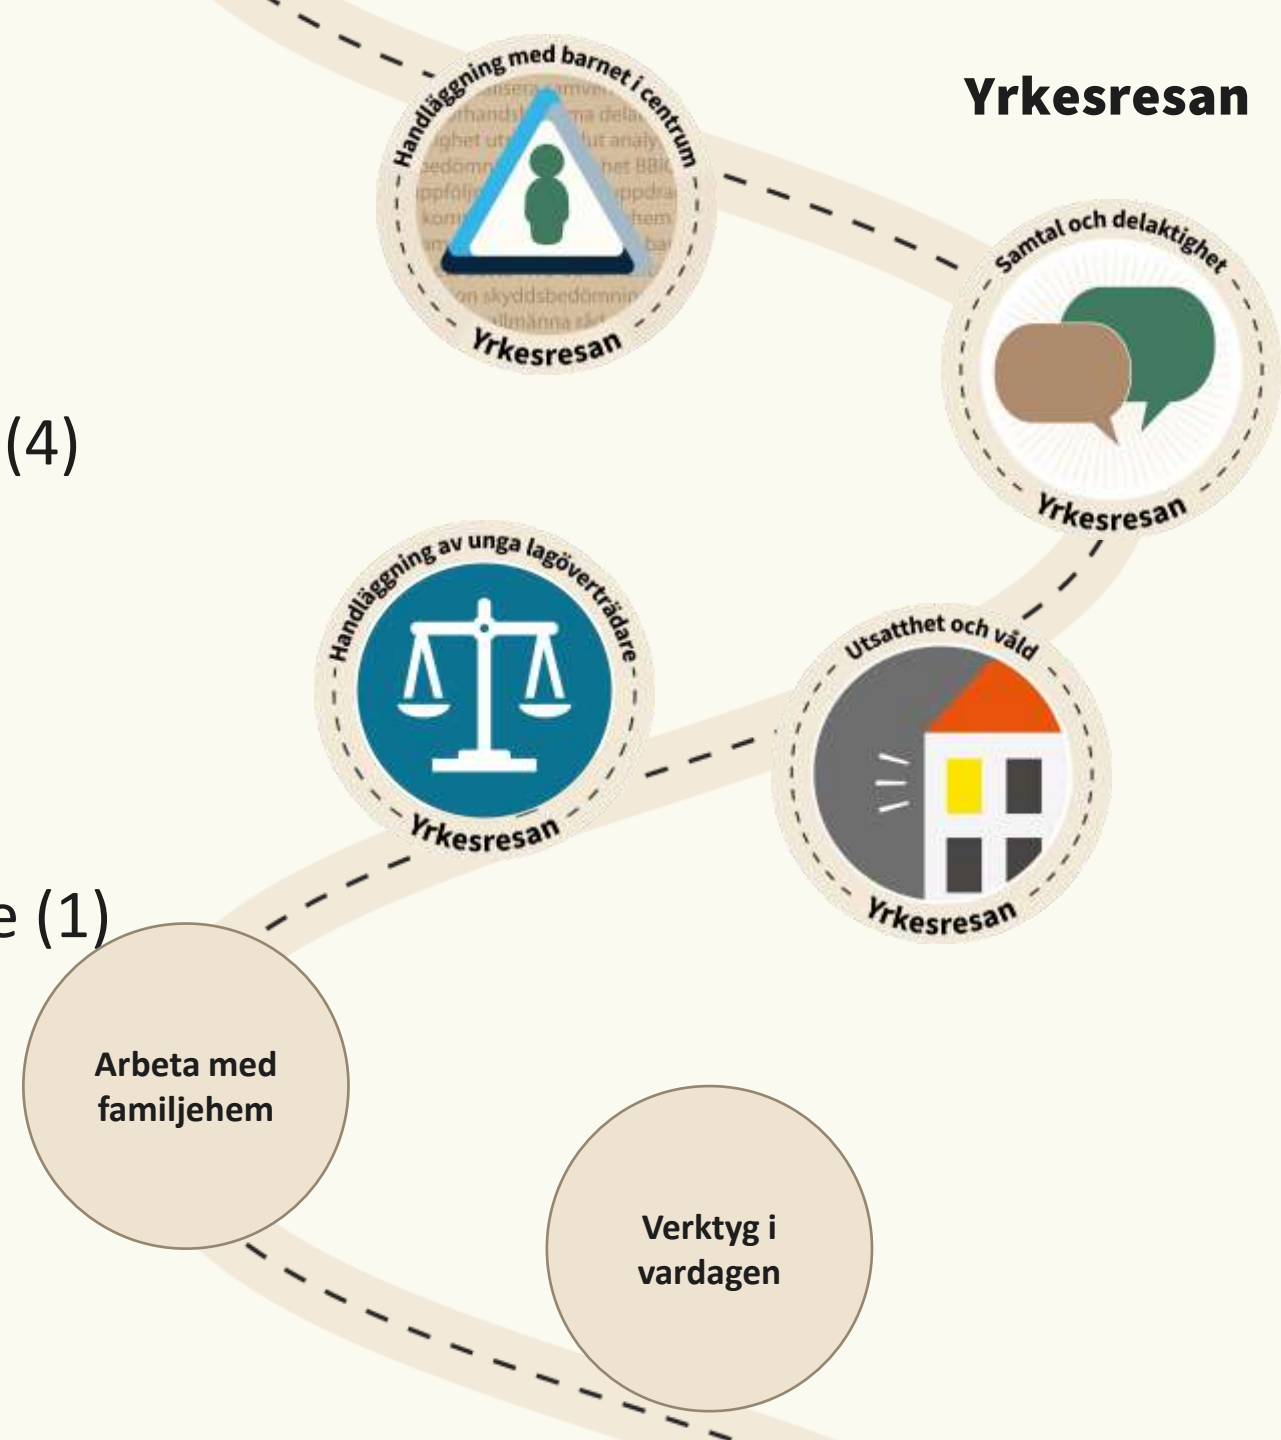 Yrkesresan
Handläggning med barnet i centrum
skyddsbedömnin
Yrkesresan
Samtal och delaktighet
Yrkesresan
(4)
Handläggning av unga lagöverträdare
Yrkesresan
Utsatthet och våld
Yrkesresan
e (1)
Arbeta med
familjehem
Verktyg i
vardagen